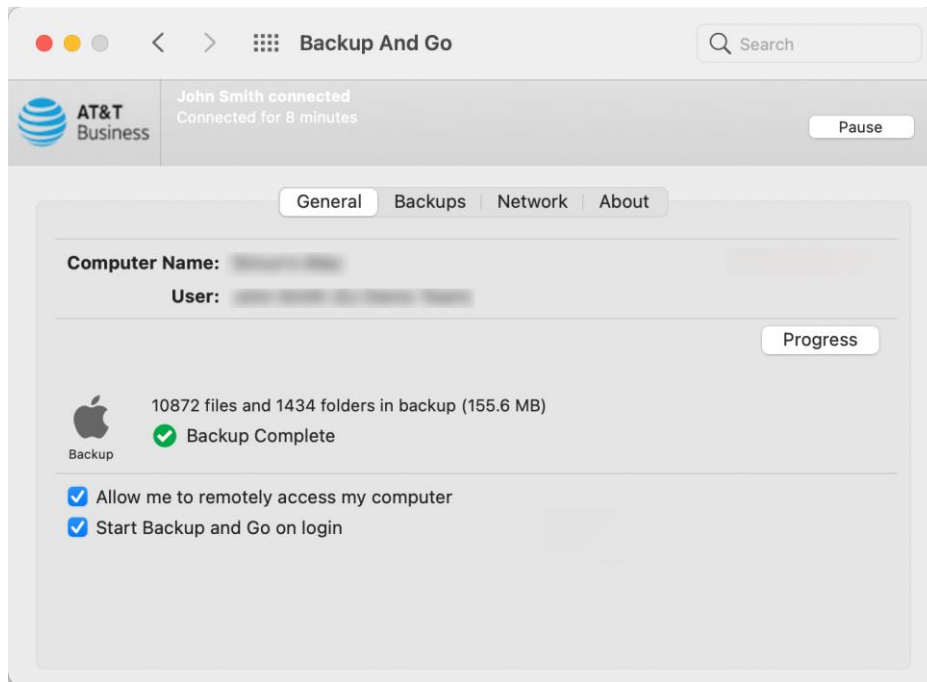 Backup And Go
Search
AT&T
Business
John Smith connected
Connected for 8 minutes
Pause
General Backups Network About
Computer Name:
User:
Progress
10872 files and 1434 folders in backup (155.6 MB)
Backup Complete
Backup
Allow me to remotely access my computer
Start Backup and Go on login